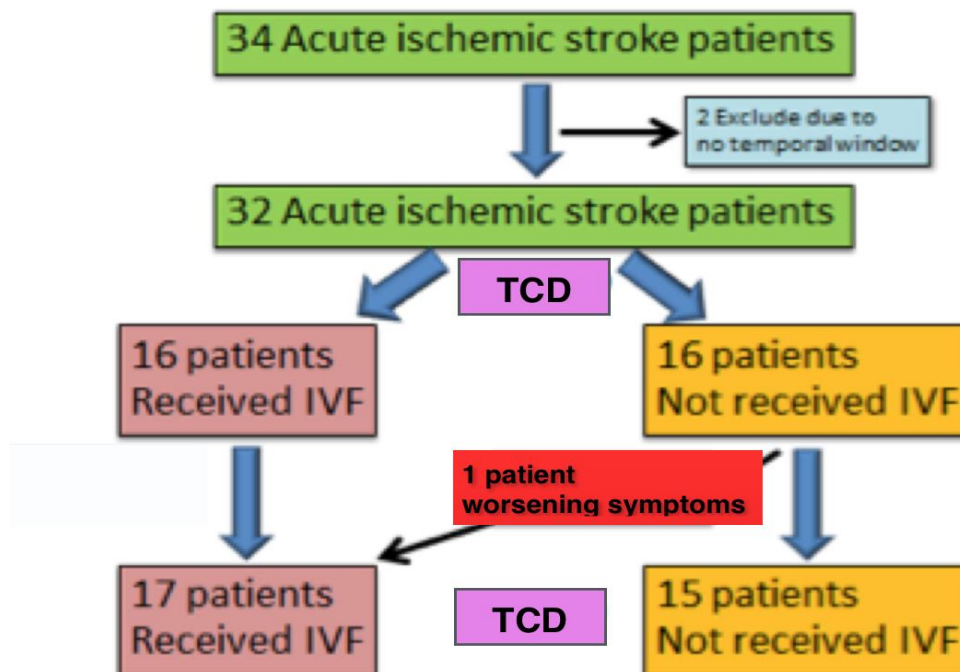 34 Acute ischemic stroke patients
2 Exclude due to
no temporal window
32 Acute ischemic stroke patients
TCD
16 patients
Received IVF
16 patients
Not received IVF
1 patient
worsening symptoms
17 patients
Received IVF
TCD
15 patients
Not received IVF